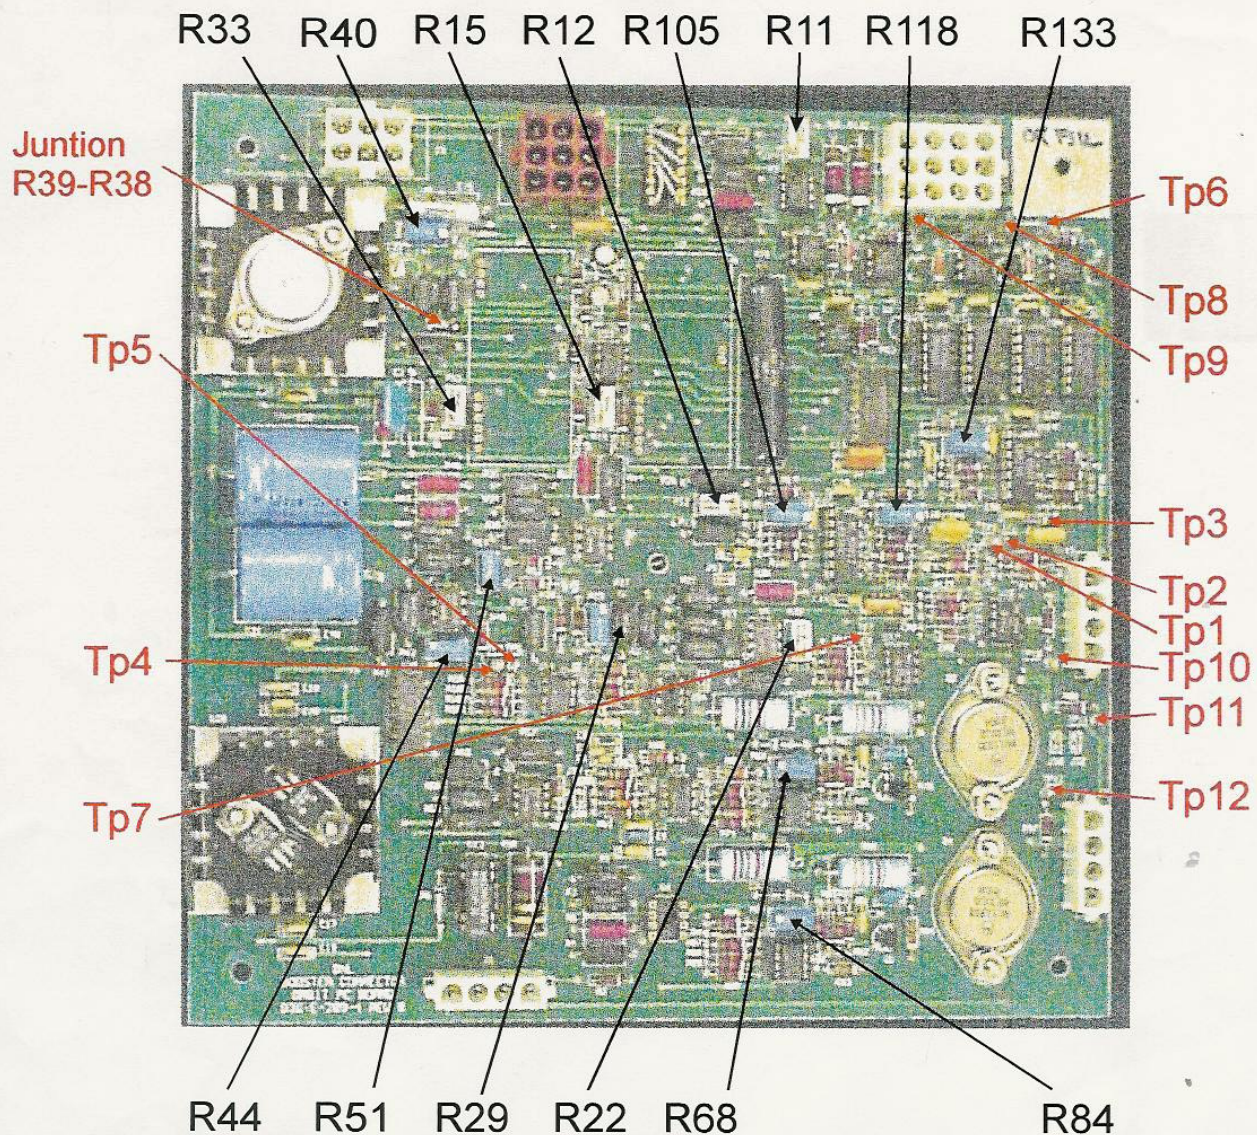 R33 R40 R15 R12 R105 R11 R118 R133
Juntion
R39-R38
Tp6
Tp8
Tp5
Tp9
Tp3
Tp2
Tp1
Tp4
Tp10
Tp11
Tp12
Tp7
R44 R51 R29 R22 R68 R84